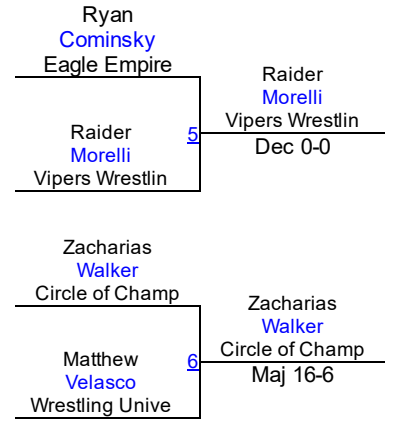 Ryan
Cominsky
Eagle Empire
Raider
Morelli
Vipers Wrestlin
5
Raider
Morelli
Vipers Wrestlin
Dec 0-0
Zacharias
Walker
Circle of Champ
Matthew
Velasco
Wrestling Unive
6
Zacharias
Walker
Circle of Champ
Maj 16-6